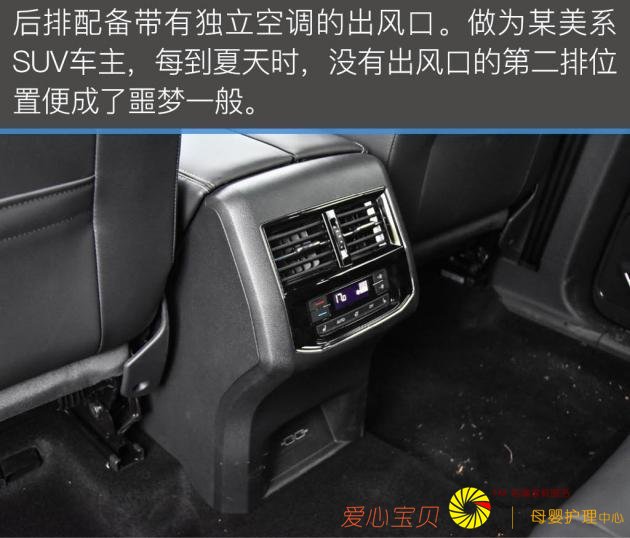 后排配备带有独立空调的出风口。做为某美系
SUV车主，每到夏天时，没有出风口的第二排位
置便成了噩梦一般。
AUTO
爱心宝贝
母婴护理中心